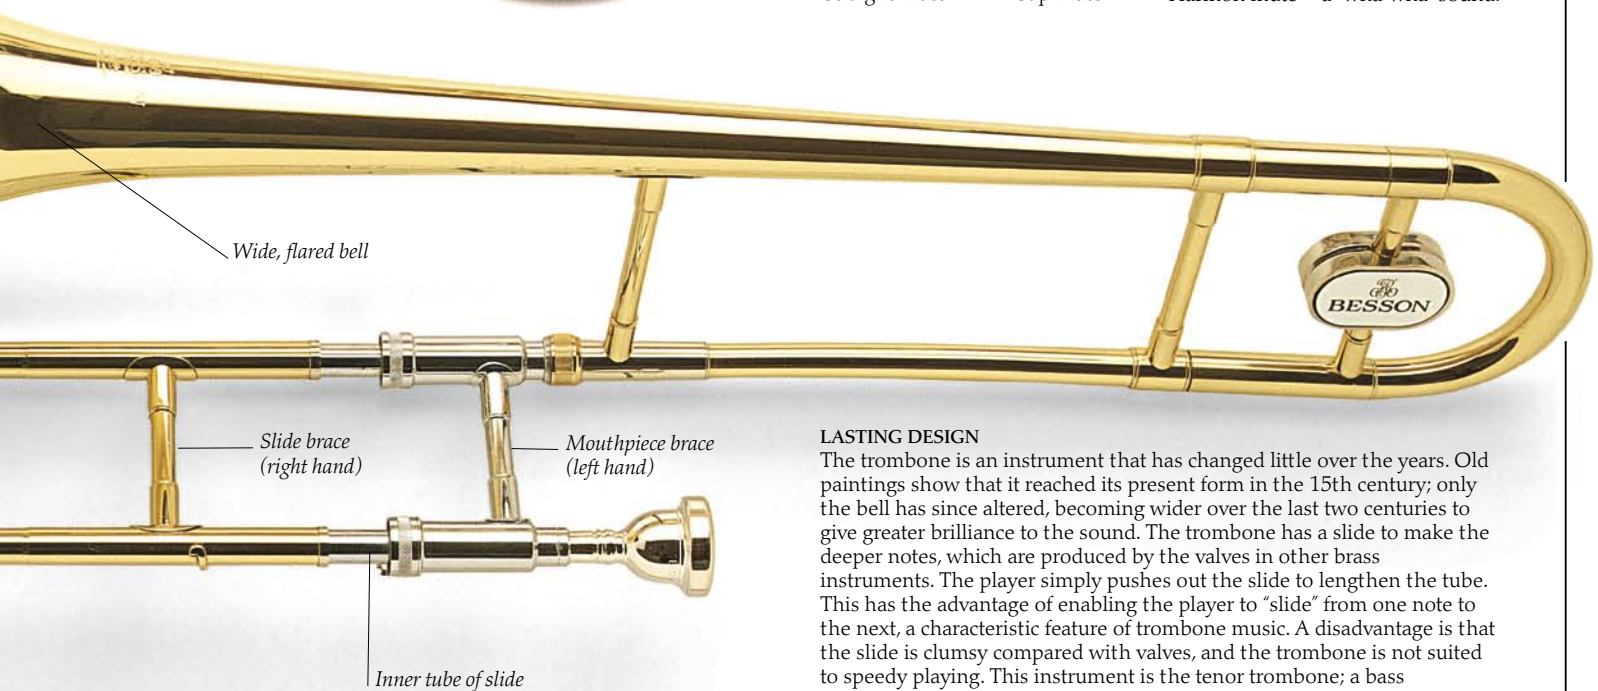 Wide, flared bell
BESSON
Slide brace
(right hand)
Mouthpiece brace
(left hand)
Inner tube of slide
LASTING DESIGN
The trombone is an instrument that has changed little over the years. Old
paintings show that it reached its present form in the 15th century; only
the bell has since altered, becoming wider over the last two centuries to
give greater brilliance to the sound. The trombone has a slide to make the
deeper notes, which are produced by the valves in other brass
instruments. The player simply pushes out the slide to lengthen the tube.
This has the advantage of enabling the player to “slide” from one note to
the next, a characteristic feature of trombone music. A disadvantage is that
the slide is clumsy compared with valves, and the trombone is not suited
to speedy playing. This instrument is the tenor trombone; a bass